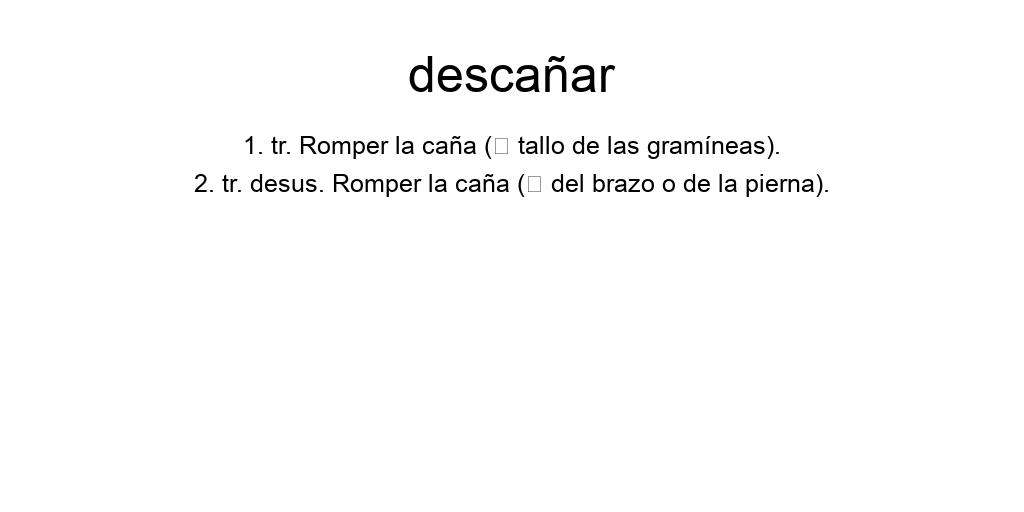 descañar
1. tr. Romper la caña (▯ tallo de las gramíneas).
2. tr. desus. Romper la caña (▯ del brazo o de la pierna).